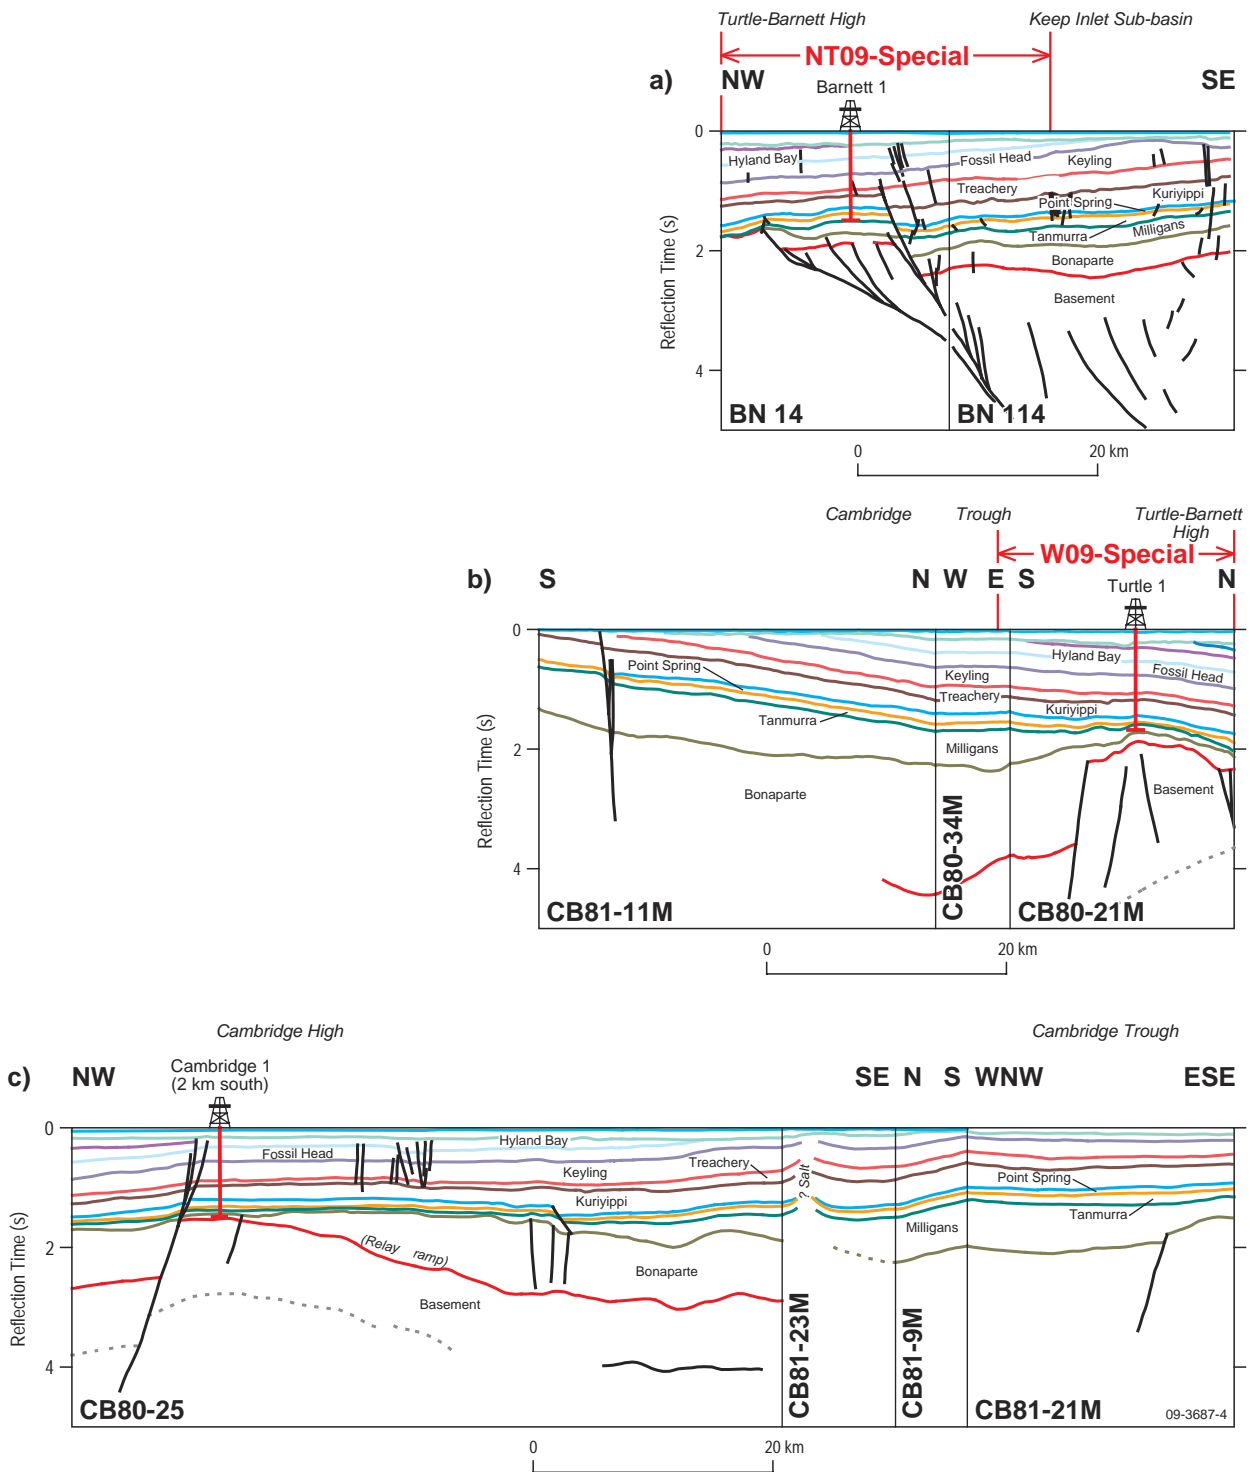 Turtle-Barnett High
Keep Inlet Sub-basin
NT09-Special
a)
NW
SE
Barnett 1
0
Hyland Bay
Fossil Head
Keyling
Treachery
Kuriyippi
Point Spring
Tanmurra
Milligans
2
Bonaparte
Basement
4
Reflection Time (s)
BN 14
BN 114
0
20 km
Cambridge
Trough
Turtle-Barnett
High
W09-Special
b)
S
N
W
E
S
N
Turtle 1
0
Hyland Bay
Point Spring
Fossil Head
Keyling
Treachery
Kuriyippi
Tanmurra
2
Milligans
Bonaparte
Basement
4
Reflection Time (s)
CB81-11M
CB80-34M
CB80-21M
0
20 km
Cambridge High
Cambridge Trough
c)
NW
Cambridge 1
(2 km south)
SE
N
S
WNW
ESE
0
Hyland Bay
Fossil Head
Treachery
Keyling
? Salt
Point Spring
Kuriyippi
Tanmurra
Milligans
2
(Relay ramp)
Bonaparte
Basement
4
Reflection Time (s)
CB80-25
CB81-23M
CB81-9M
CB81-21M
09-3687-4
0
20 km